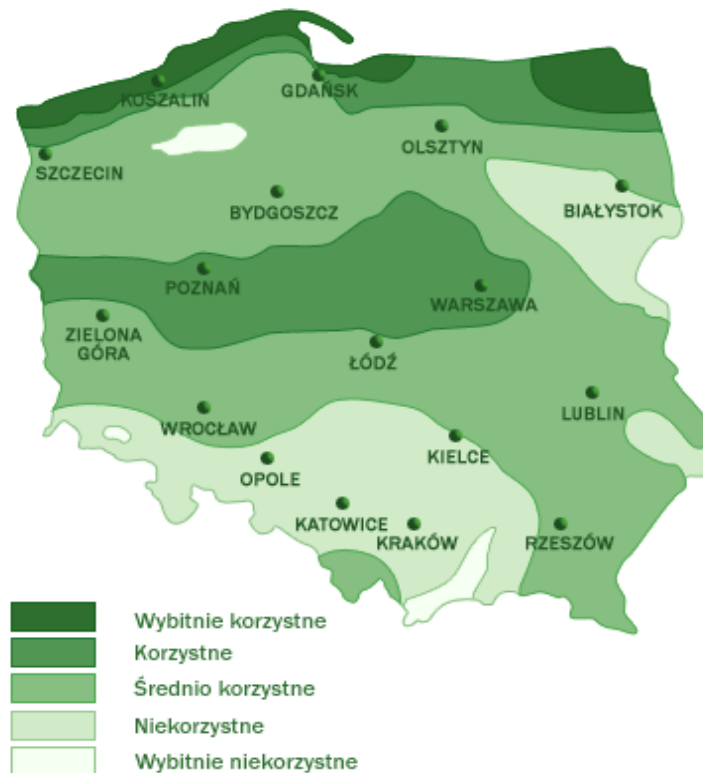 KOSZALIN
GDAŃSK
OLSZTYN
SZCZECIN
BYDGOSZCZ
BIAŁYSTOK
POZNAŃ
WARSZAWA
ZIELONA
GÓRA
ŁÓDŹ
LUBLIN
WROCŁAW
KIELCE
OPOLE
KATOWICE
KRAKÓW
RZESZÓW
Wybitnie korzystne
Korzystne
Średnio korzystne
Niekorzystne
Wybitnie niekorzystne